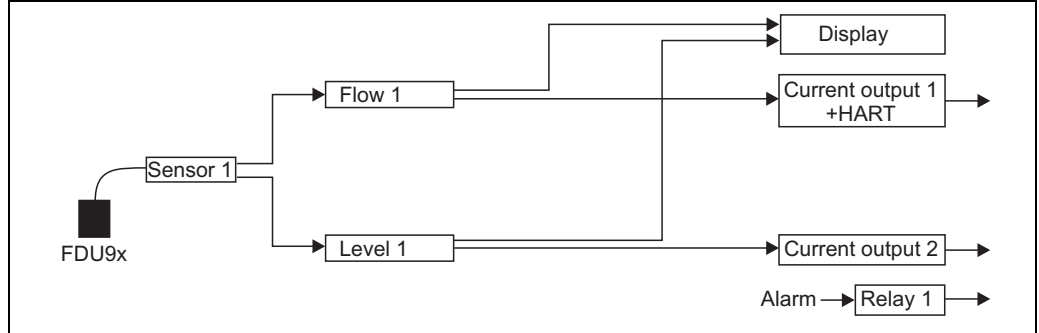 Display
Flow 1
Current output 1
+HART
Sensor 1
FDU9x
Level 1
Current output 2
Alarm
Relay 1